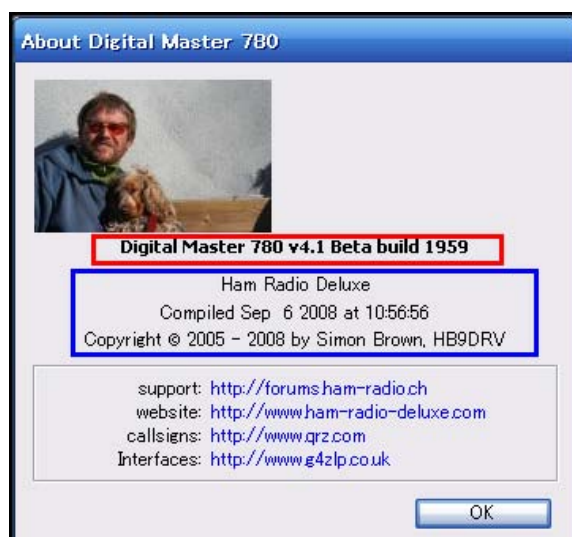 About Digital Master 780
Digital Master 780 v4.1 Beta build 1959
Ham Radio Deluxe
Compiled Sep 6 2008 at 10:56:56
Copyright © 2005 - 2008 by Simon Brown, HB9DRV
support: http://forums.ham-radio.ch
website: http://www.ham-radio-deluxe.com
callsigns: http://www.qrz.com
Interfaces: http://www.g4zlp.co.uk
OK